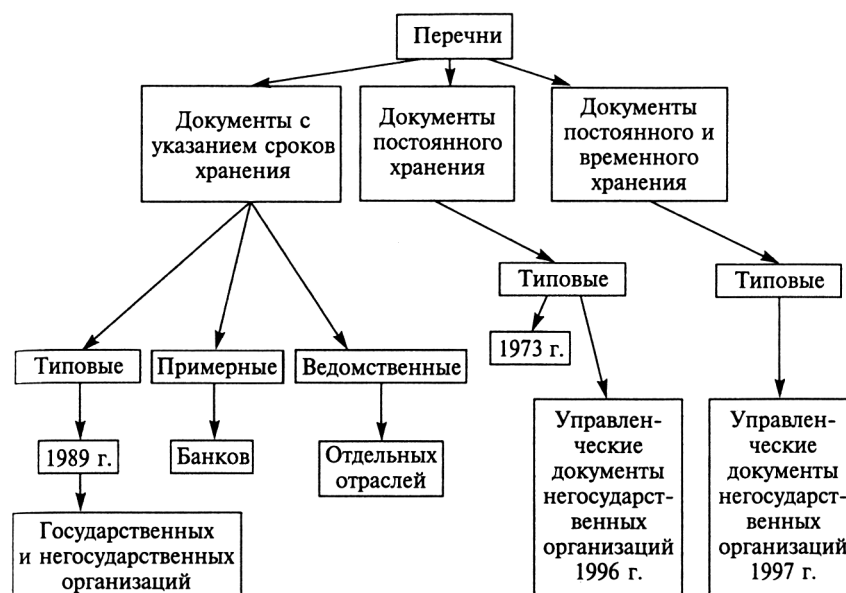 Перечни
Документы с
указанием сроков
хранения
Документы
постоянного
хранения
Документы
постоянного и
временного
хранения
Типовые
Типовые
1973 г.
Типовые
Примерные
Ведомственные
1989 г.
Банков
Отдельных
отраслей
Государственных
и негосударственных
организаций
Управлен-
ческие
документы
негосударст-
венных
организаций
1996 г.
Управлен-
ческие
документы
негосударст-
венных
организаций
1997 г.